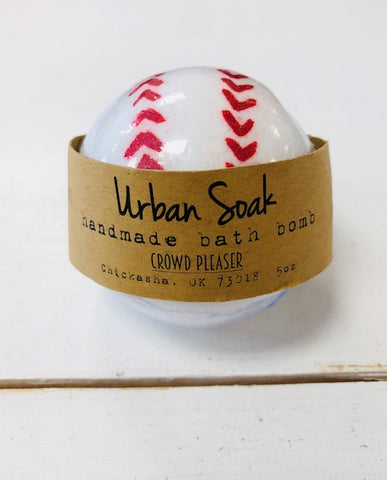 Urban Soak
handmade bath bomb
CROWD PLEASER
Chickasha, OK 73018 5oz